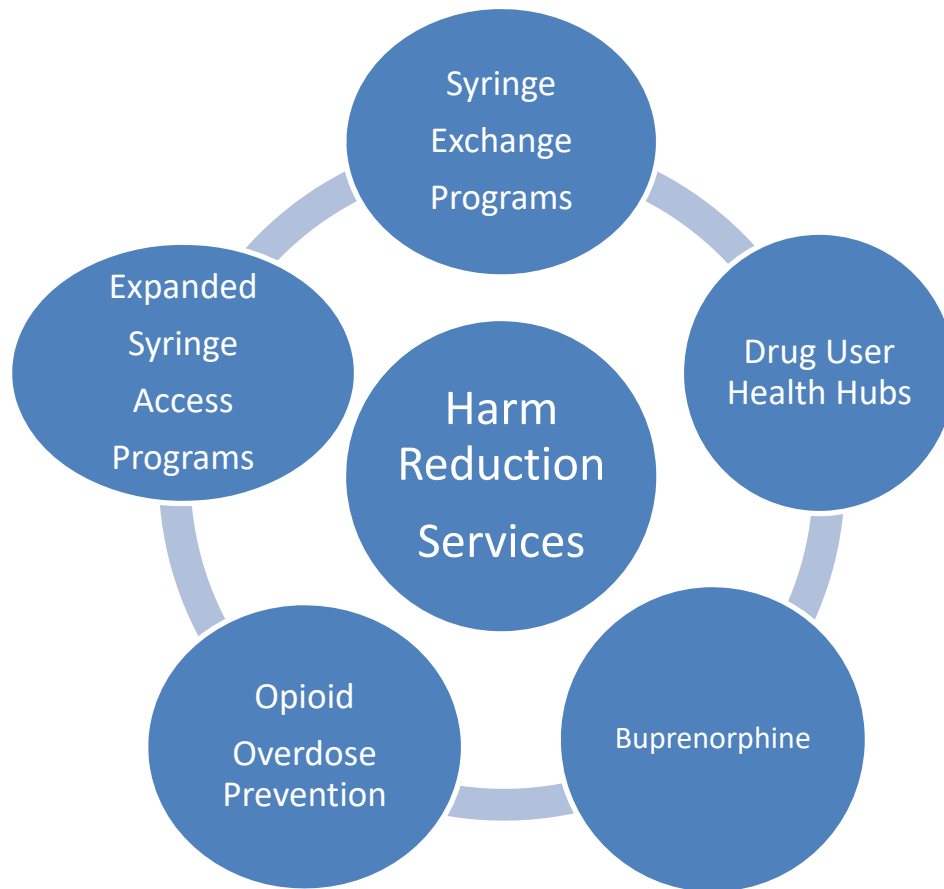 Syringe
Exchange
Programs
Drug User
Health Hubs
Buprenorphine
Opioid
Overdose
Prevention
Expanded
Syringe
Access
Programs
Harm
Reduction
Services